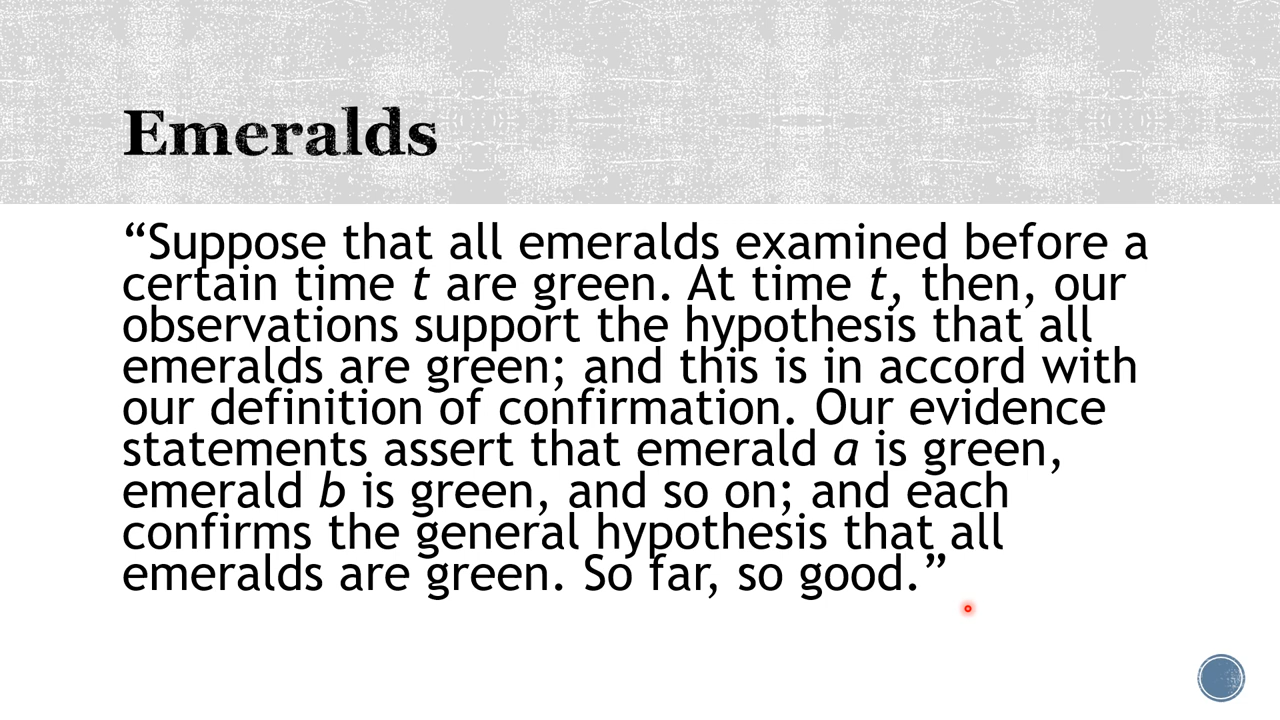 Emeralds
“Suppose that all emeralds examined before a
certain time t are green. At time t, then, our
observations support the hypothesis that all
emeralds are green; and this is in accord with
our definition of confirmation. Our evidence
statements assert that emerald a is green,
emerald b is green, and so on; and each
confirms the general hypothesis that all
emeralds are green. So far, so good.”